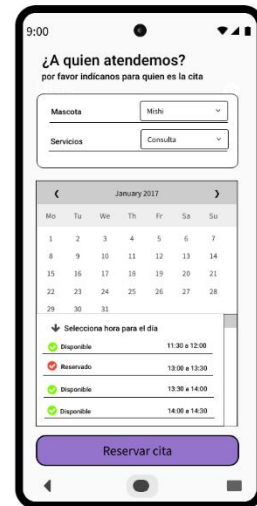 9:00
¿A quien atendemos?
por favor indícanos para quien es la cita
Mascota Mishi
Servicios Consulta
January 2017
Mo Tu We Th Fr Sa Su
1 2 3 4 5 6 7
8 9 10 11 12 13 14
15 16 17 18 19 20 21
22 23 24 25 26 27 28
29 30 31
Selecciona hora para el día
Disponible 11:30 a 12:00
Reservado 13:00 a 13:30
Disponible 13:30 a 14:00
Disponible 14:00 a 14:30
Reservar cita